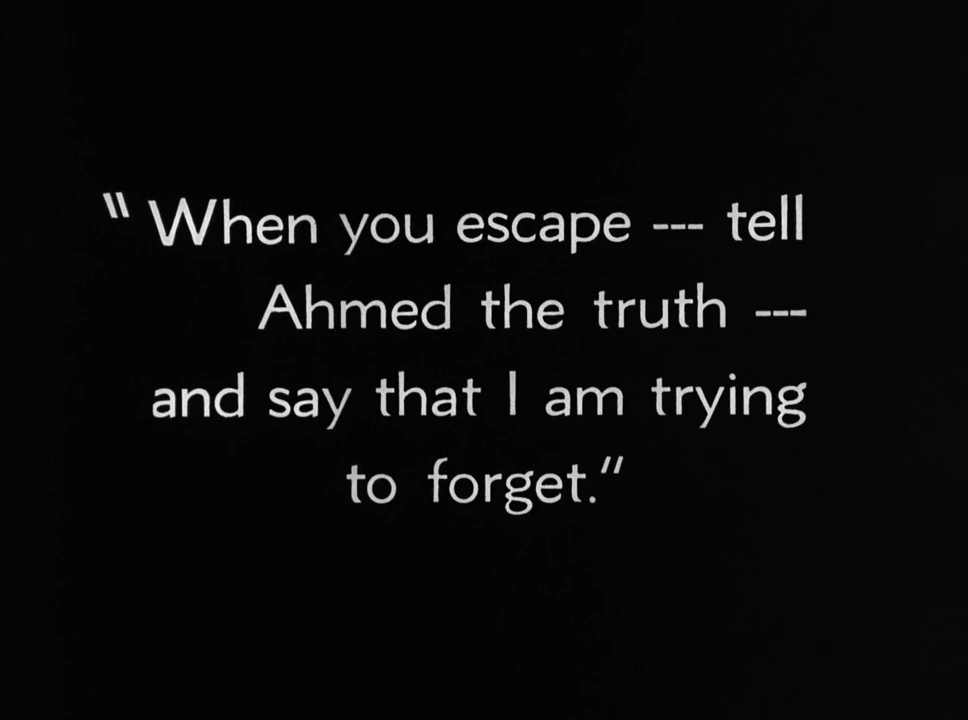 "When you escape --- tell
Ahmed the truth ---
and say that I am trying
to forget."